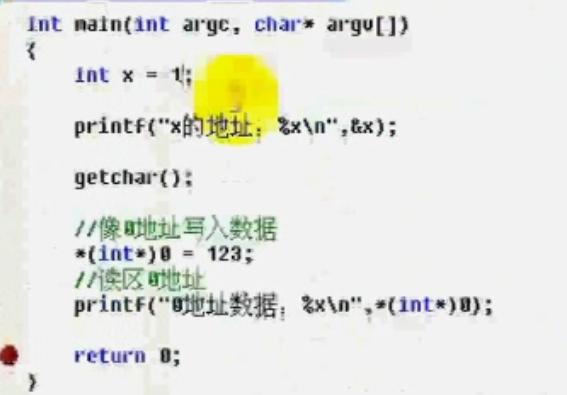 int main(int argc, char* argv[])
{
int x = 1;
printf("x的地址：%x\n",&x);
getchar();
//像0地址写入数据
*(int*)0 = 123;
//读区0地址
printf("0地址数据：%x\n",*(int*)0);
return 0;
}